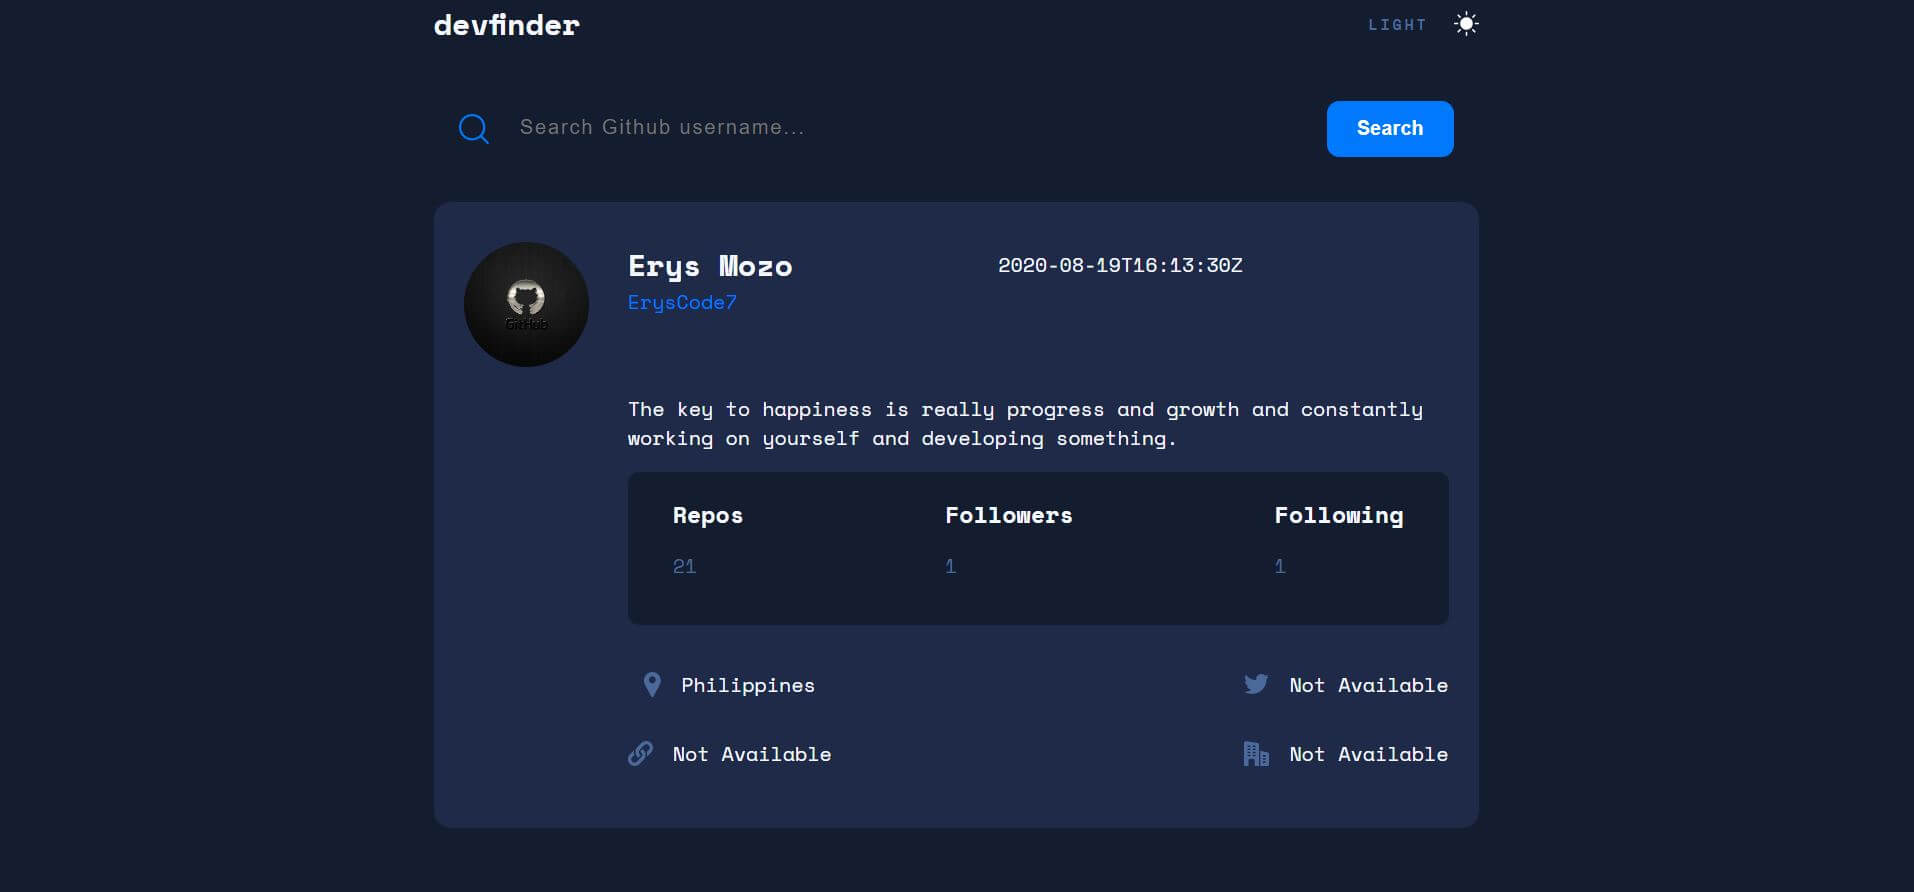 devfinder
LIGHT
Search Github username...
Search
GitHub
Erys Mozo
2020-08-19T16:13:30Z
ErysCode7
The key to happiness is really progress and growth and constantly
working on yourself and developing something.
Repos
Followers
Following
21
1
1
Philippines
Not Available
Not Available
Not Available